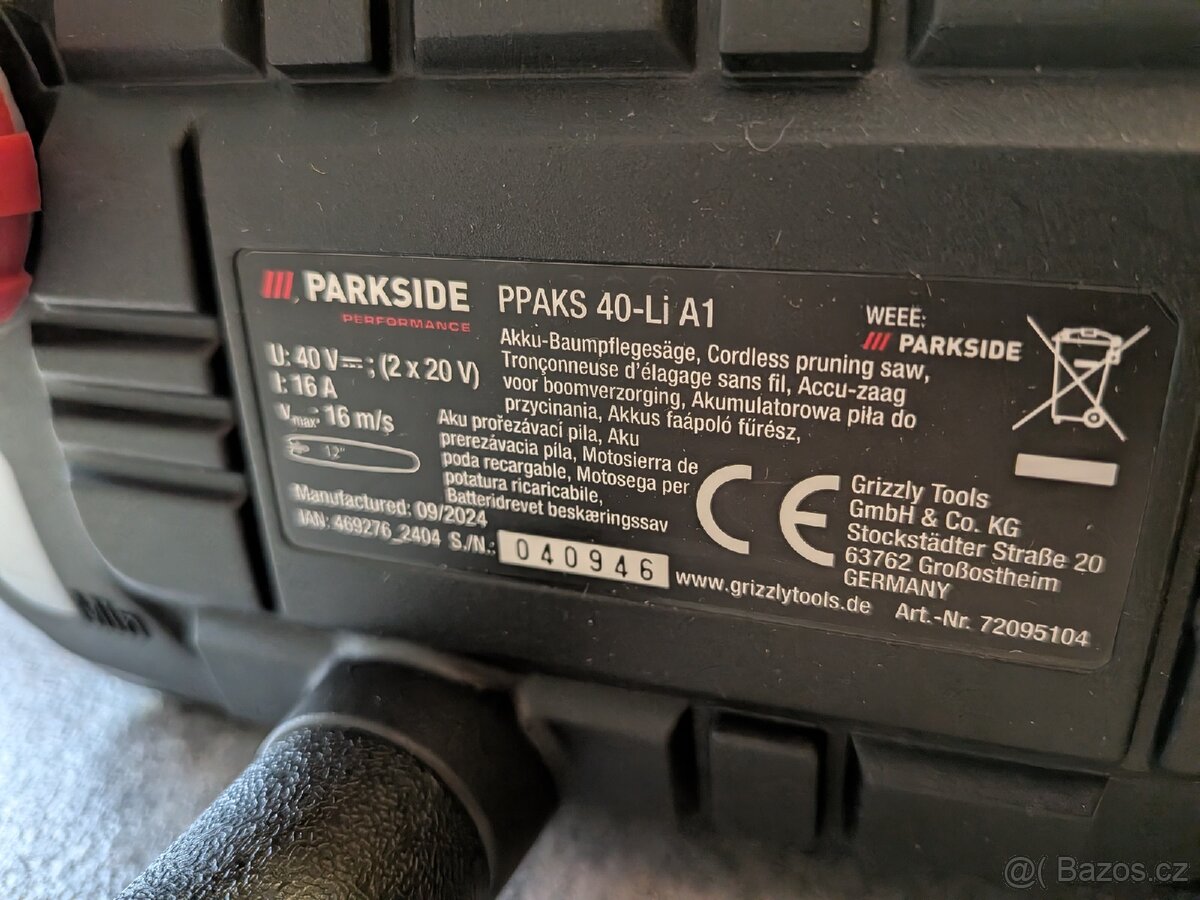 PARKSIDE
PERFORMANCE
PPAKS 40-Li A1
U: 40 V⎓; (2 x 20 V)
I: 16 A
Vmax: 16 m/s
12"
Akku-Baumpflegesäge, Cordless pruning saw,
Tronçonneuse d'élagage sans fil, Accu-zaag
voor boomverzorging, Akumulatorowa piła do
przycinania, Akkus faápoló fűrész,
Aku prořezávací pila, Aku
prerezávacia píla, Motosierra de
poda recargable, Motosega per
potatura ricaricabile,
Batteridrevet beskæringssav
Manufactured: 09/2024
IAN: 469276_2404 S./N.: 040946
WEEE:
PARKSIDE
CE
Grizzly Tools
GmbH & Co. KG
Stockstädter Straße 20
63762 Großostheim
GERMANY
www.grizzlytools.de Art.-Nr. 72095104
Min
@( Bazos.cz